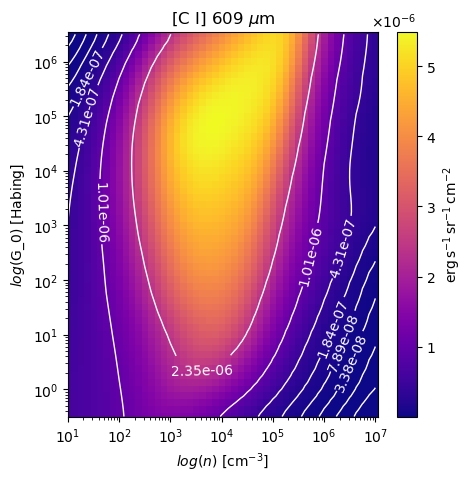 [C I] 609 μm
×10⁻⁶
10⁶
10⁵
10⁴
10³
10²
10¹
10⁰
log(G_0) [Habing]
1.84e-07
4.31e-07
1.01e-06
2.35e-06
1.01e-06
4.31e-07
1.84e-07
7.89e-08
3.38e-08
5
4
3
2
1
erg s⁻¹ sr⁻¹ cm⁻²
10¹ 10² 10³ 10⁴ 10⁵ 10⁶ 10⁷
log(n) [cm⁻³]